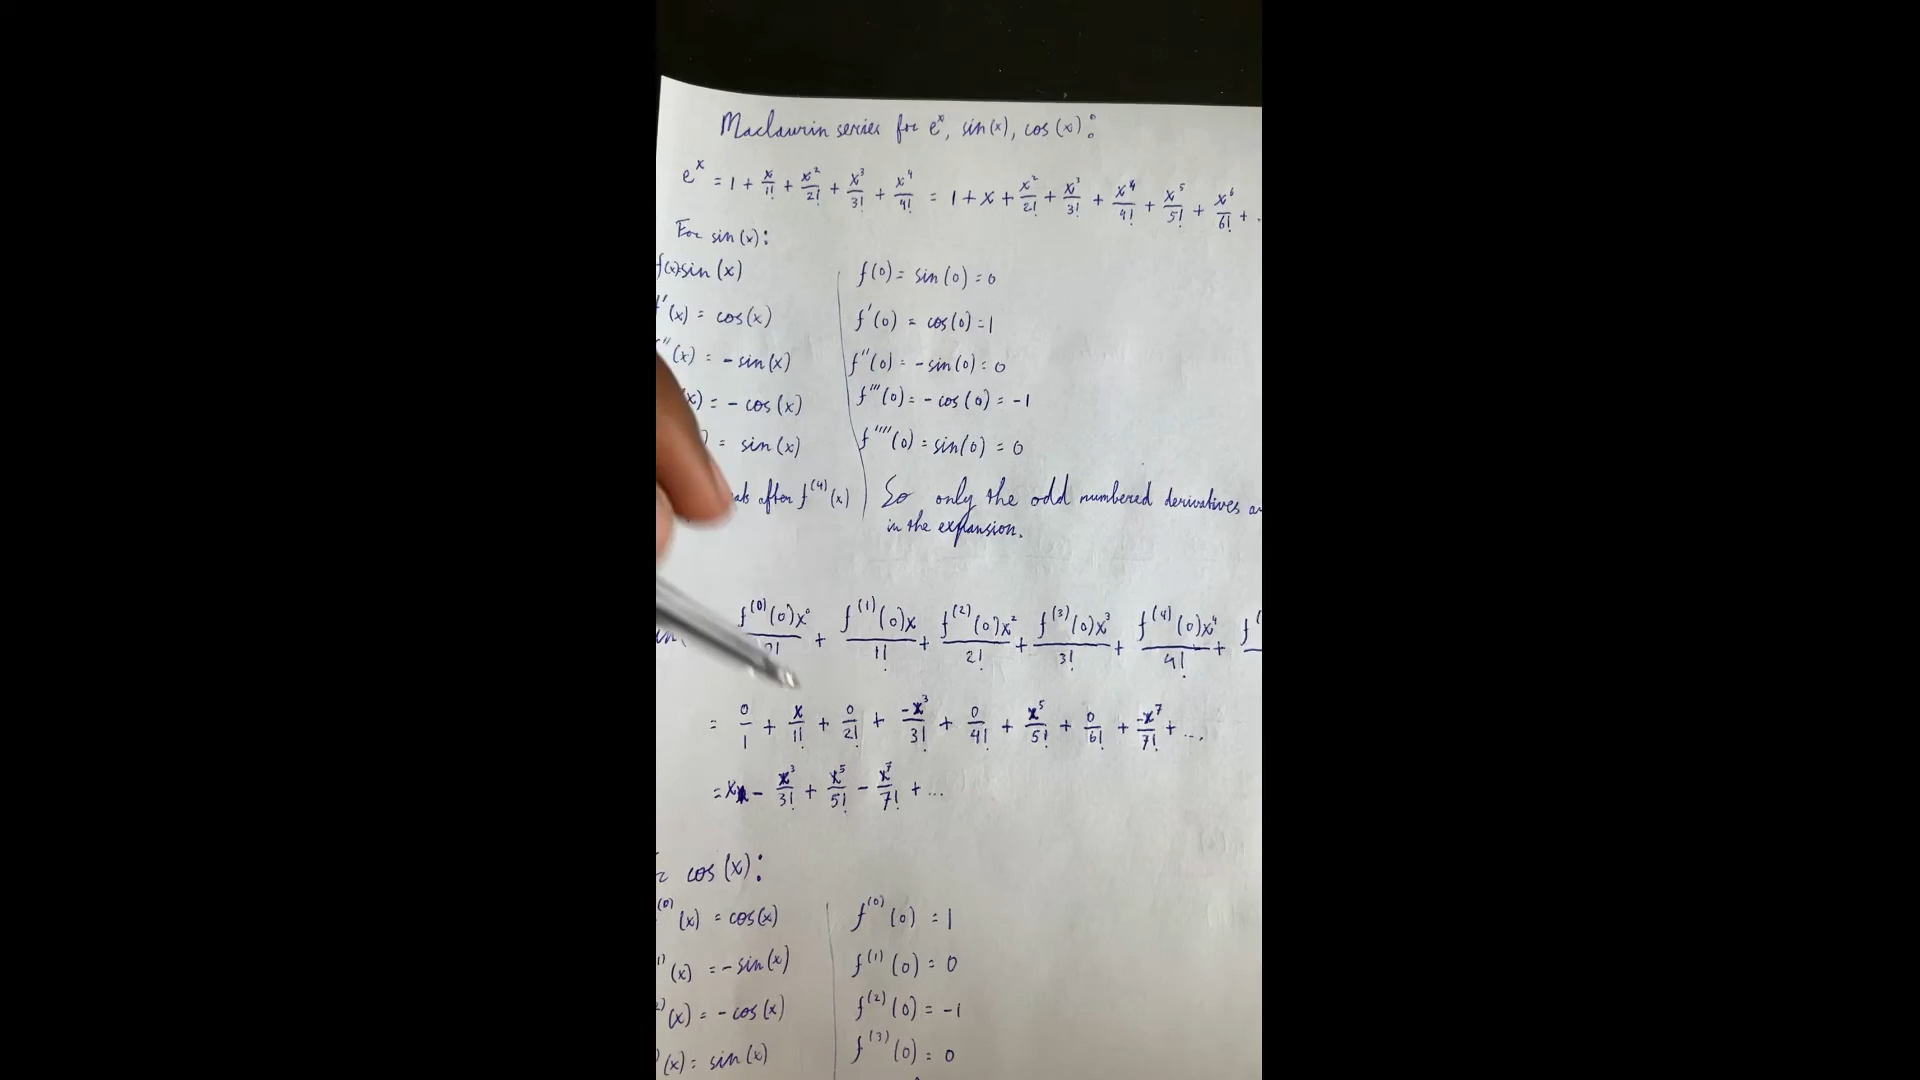 Maclaurin series for e^x, sin(x), cos(x):
e^x = 1 + x/1! + x²/2! + x³/3! + x⁴/4! = 1 + x + x²/2! + x³/3! + x⁴/4! + x⁵/5! + x⁶/6! + .
For sin(x):
f(x)=sin(x)
f'(x) = cos(x)
''(x) = -sin(x)
(x) = -cos(x)
) = sin(x)
after f⁽⁴⁾(x)
f(0) = sin(0) = 0
f'(0) = cos(0) = 1
f''(0) = -sin(0) = 0
f'''(0) = -cos(0) = -1
f''''(0) = sin(0) = 0
So only the odd numbered derivatives
in the expansion.
f⁽⁰⁾(0)x⁰/ ! + f⁽¹⁾(0)x/1! + f⁽²⁾(0)x²/2! + f⁽³⁾(0)x³/3! + f⁽⁴⁾(0)x⁴/4! + f⁽
= 0/1 + x/1! + 0/2! + -x³/3! + 0/4! + x⁵/5! + 0/6! + -x⁷/7! + ...
= x - x³/3! + x⁵/5! - x⁷/7! + ...
cos(x):
⁽⁰⁾(x) = cos(x)
¹⁾(x) = -sin(x)
²⁾(x) = -cos(x)
⁾(x) = sin(x)
f⁽⁰⁾(0) = 1
f⁽¹⁾(0) = 0
f⁽²⁾(0) = -1
f⁽³⁾(0) = 0